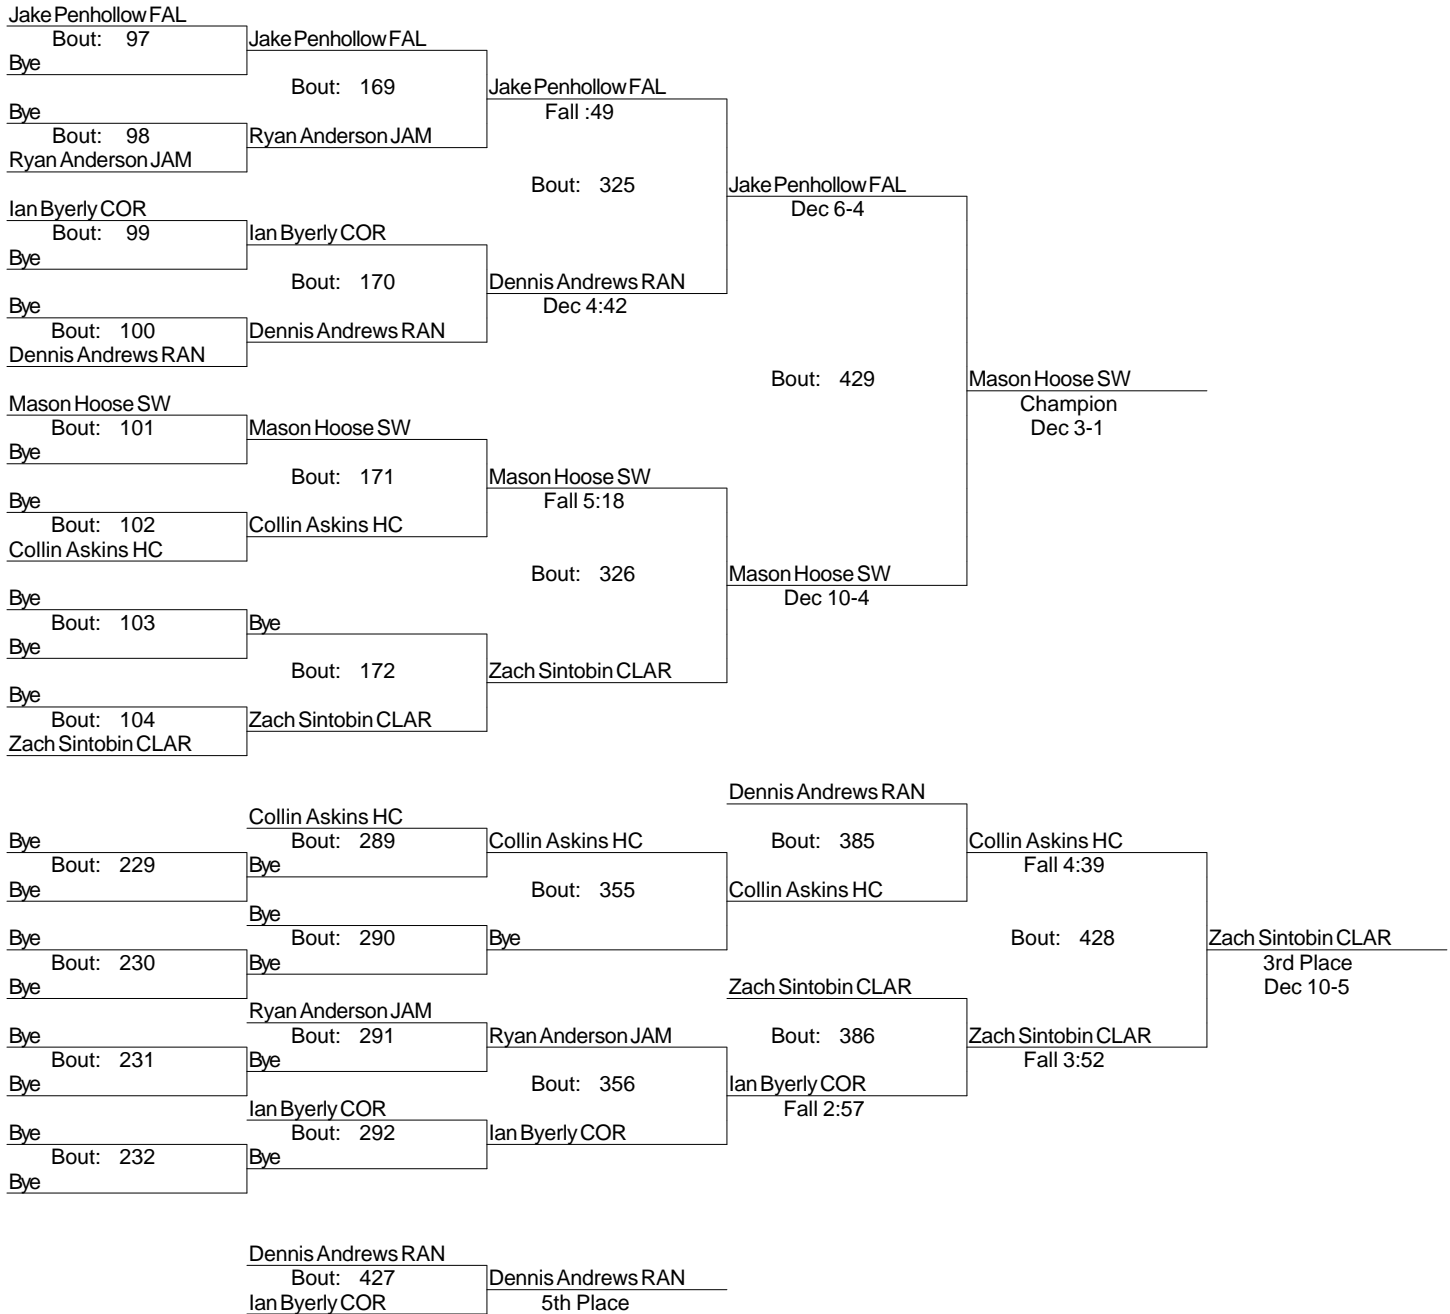 Jake Penhollow FAL
Bout: 97
Bye
Jake Penhollow FAL
Bout: 169
Bye
Bout: 98
Ryan Anderson JAM
Ryan Anderson JAM
Jake Penhollow FAL
Fall :49
Bout: 325
Ian Byerly COR
Bout: 99
Bye
Ian Byerly COR
Bout: 170
Bye
Bout: 100
Dennis Andrews RAN
Dennis Andrews RAN
Dennis Andrews RAN
Dec 4:42
Jake Penhollow FAL
Dec 6-4
Bout: 429
Mason Hoose SW
Champion
Dec 3-1
Mason Hoose SW
Bout: 101
Bye
Mason Hoose SW
Bout: 171
Bye
Bout: 102
Collin Askins HC
Collin Askins HC
Mason Hoose SW
Fall 5:18
Bout: 326
Mason Hoose SW
Dec 10-4
Bye
Bout: 103
Bye
Bye
Bout: 172
Zach Sintobin CLAR
Bye
Bout: 104
Zach Sintobin CLAR
Zach Sintobin CLAR
Bye
Bout: 229
Bye
Collin Askins HC
Bout: 289
Bye
Collin Askins HC
Bout: 355
Bye
Bout: 230
Bye
Bye
Bout: 290
Bye
Bye
Dennis Andrews RAN
Bout: 385
Collin Askins HC
Collin Askins HC
Fall 4:39
Bout: 428
Zach Sintobin CLAR
3rd Place
Dec 10-5
Bye
Bout: 231
Bye
Ryan Anderson JAM
Bout: 291
Bye
Ryan Anderson JAM
Bout: 356
Bye
Bout: 232
Bye
Ian Byerly COR
Bout: 292
Bye
Ian Byerly COR
Zach Sintobin CLAR
Bout: 386
Ian Byerly COR
Fall 2:57
Zach Sintobin CLAR
Fall 3:52
Dennis Andrews RAN
Bout: 427
Ian Byerly COR
Dennis Andrews RAN
5th Place